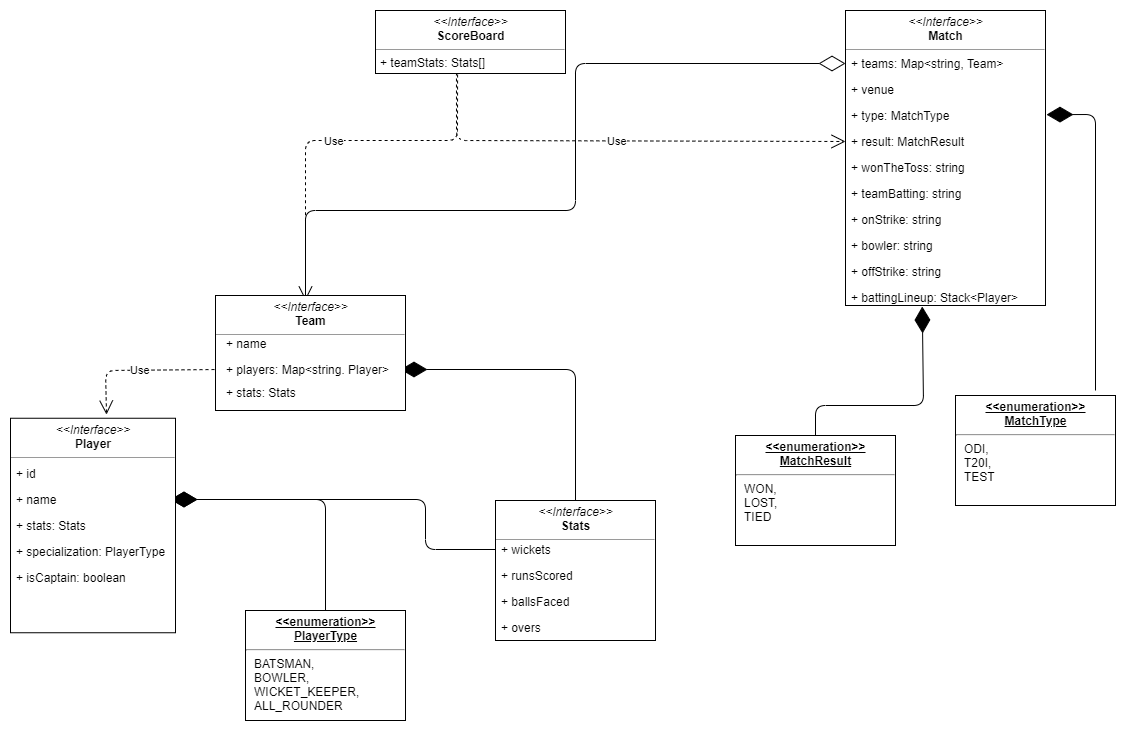 <<Interface>>
ScoreBoard
+ teamStats: Stats[]
<<Interface>>
Match
+ teams: Map<string, Team>
+ venue
+ type: MatchType
+ result: MatchResult
+ wonTheToss: string
+ teamBatting: string
+ onStrike: string
+ bowler: string
+ offStrike: string
+ battingLineup: Stack<Player>
Use
Use
<<Interface>>
Team
+ name
+ players: Map<string. Player>
+ stats: Stats
Use
<<Interface>>
Player
+ id
+ name
+ stats: Stats
+ specialization: PlayerType
+ isCaptain: boolean
<<enumeration>>
PlayerType
BATSMAN,
BOWLER,
WICKET_KEEPER,
ALL_ROUNDER
<<Interface>>
Stats
+ wickets
+ runsScored
+ ballsFaced
+ overs
<<enumeration>>
MatchResult
WON,
LOST,
TIED
<<enumeration>>
MatchType
ODI,
T20I,
TEST